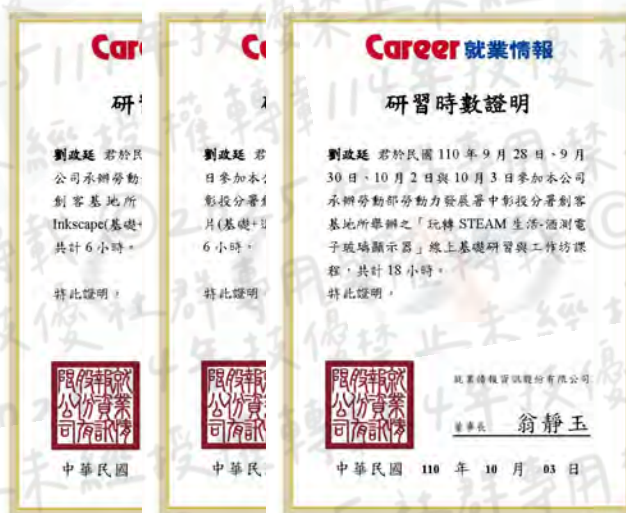 Car
研習
劉政廷 君於民
公司承辦勞動
創客基地所
Inkscape(基礎+
共計 6 小時。
特此證明，
中華民國
Ca
劉政廷 君
日參加本公
彰投分署
片(基礎+
6 小時。
特此證明
中華民
Career 就業情報
研習時數證明
劉政廷 君於民國 110 年 9 月 28 日、9 月
30 日、10 月 2 日與 10 月 3 日參加本公司
承辦勞動部勞動力發展署中彰投分署創客
基地所舉辦之「玩轉 STEAM 生活-酒測電
子玻璃顯示器」線上基礎研習與工作坊課
程，共計 18 小時。
特此證明，
就業情報資訊股份有限公司
董事長 翁靜玉
中華民國 110 年 10 月 03 日